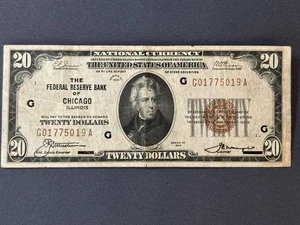 NATIONAL CURRENCY
20 THE UNITED STATES OF AMERICA 20
THE
FEDERAL RESERVE BANK
OF
CHICAGO
ILLINOIS
G G01775019A
G
WILL PAY TO THE BEARER ON DEMAND
TWENTY DOLLARS
G01775019A G
G
20 TWENTY DOLLARS 20